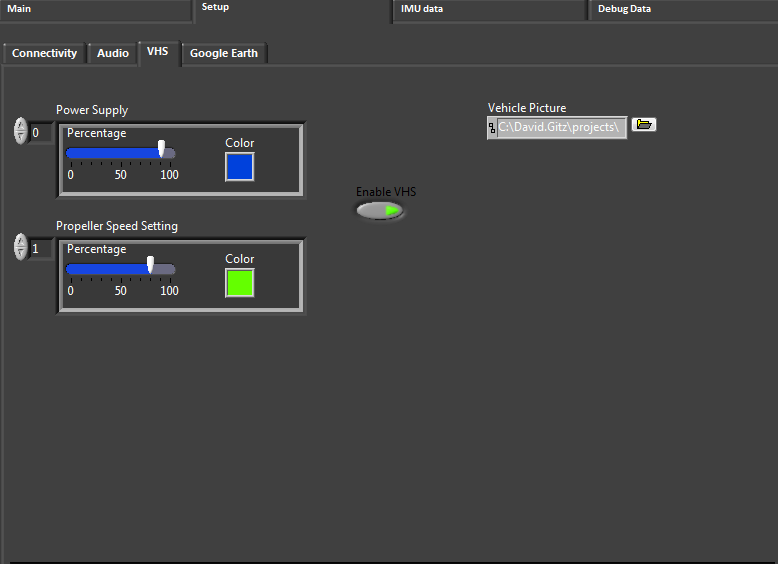 Main
Setup
IMU data
Debug Data
Connectivity
Audio
VHS
Google Earth
Power Supply
0
Percentage
0 50 100
Color
Vehicle Picture
C:\David.Gitz\projects\
Enable VHS
Propeller Speed Setting
1
Percentage
0 50 100
Color